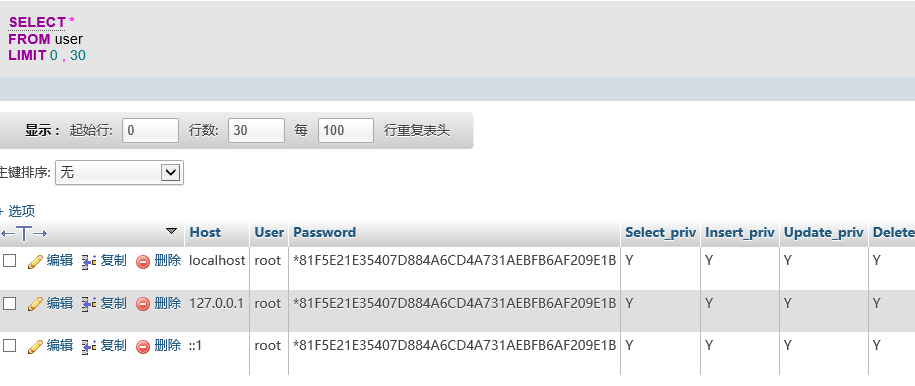 SELECT *
FROM user
LIMIT 0 , 30
显示 : 起始行: 0 行数: 30 每 100 行重复表头
主键排序: 无
+ 选项
←T→ Host User Password Select_priv Insert_priv Update_priv Delete
编辑 复制 删除 localhost root *81F5E21E35407D884A6CD4A731AEBFB6AF209E1B Y Y Y Y
编辑 复制 删除 127.0.0.1 root *81F5E21E35407D884A6CD4A731AEBFB6AF209E1B Y Y Y Y
编辑 复制 删除 ::1 root *81F5E21E35407D884A6CD4A731AEBFB6AF209E1B Y Y Y Y